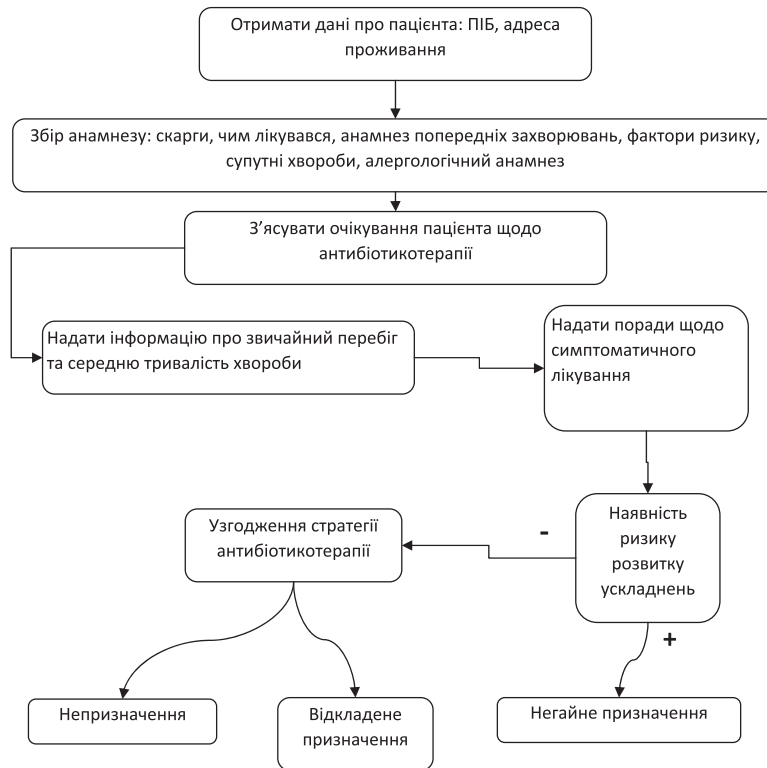 Отримати дані про пацієнта: ПІБ, адреса
проживання
Збір анамнезу: скарги, чим лікувався, анамнез попередніх захворювань, фактори ризику,
супутні хвороби, алергологічний анамнез
З’ясувати очікування пацієнта щодо
антибіотикотерапії
Надати інформацію про звичайний перебіг
та середню тривалість хвороби
Надати поради щодо
симптоматичного
лікування
Наявність
ризику
розвитку
ускладнень
-
+
Узгодження стратегії
антибіотикотерапії
Непризначення
Відкладене
призначення
Негайне призначення